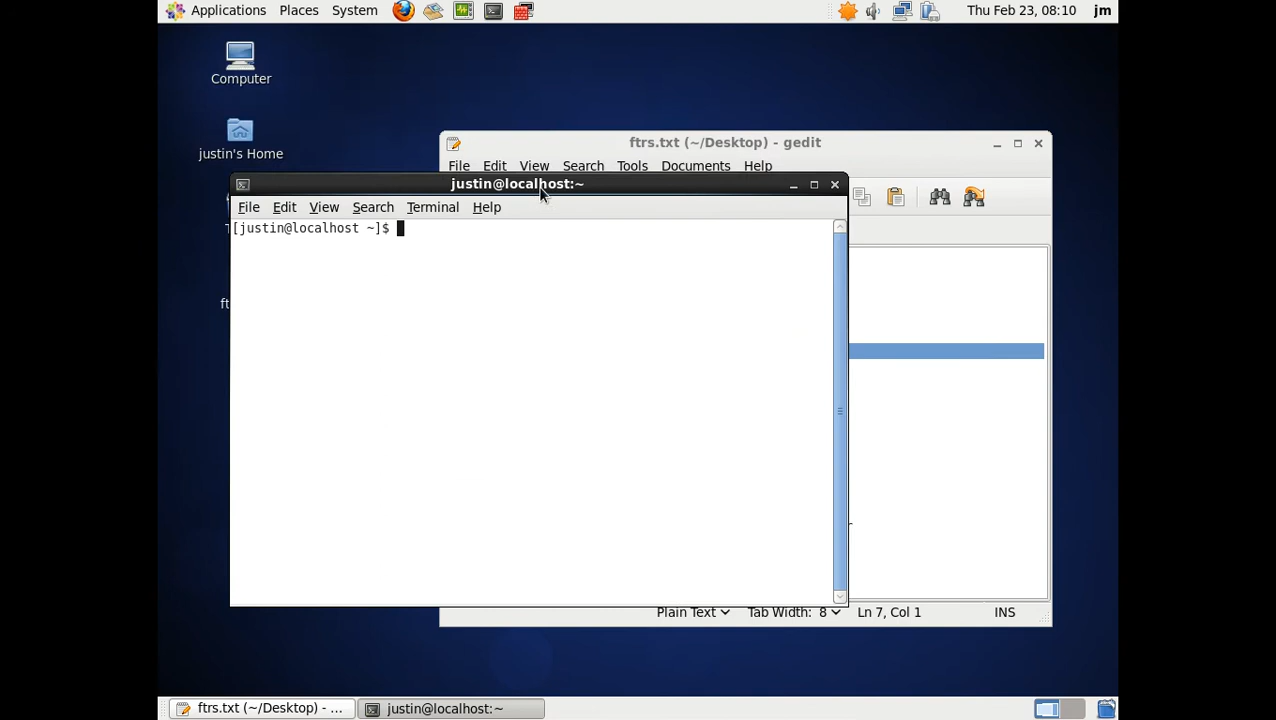 Applications Places System Thu Feb 23, 08:10 jm
Computer
justin's Home
ftrs.txt (~/Desktop) - gedit
File Edit View Search Tools Documents Help
justin@localhost:~
File Edit View Search Terminal Help
[justin@localhost ~]$
Plain Text Tab Width: 8 Ln 7, Col 1 INS
ftrs.txt (~/Desktop) - ... justin@localhost:~